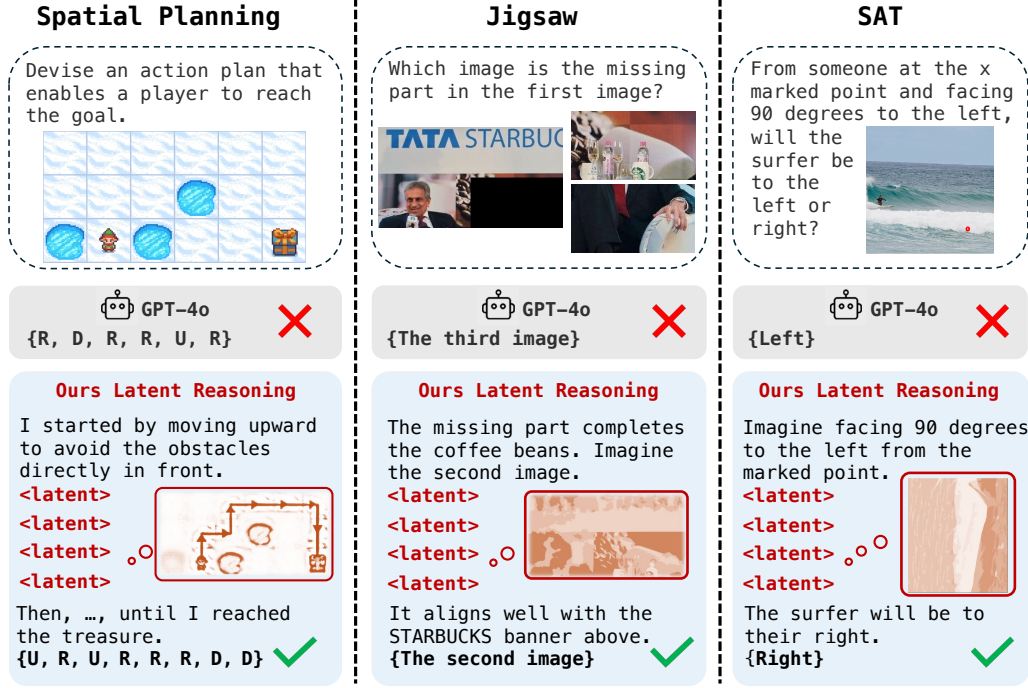 Spatial Planning
Devise an action plan that
enables a player to reach
the goal.
GPT-4o
{R, D, R, R, U, R}
Ours Latent Reasoning
I started by moving upward
to avoid the obstacles
directly in front.
<latent>
<latent>
<latent>
<latent>
Then, …, until I reached
the treasure.
{U, R, U, R, R, R, D, D}
Jigsaw
Which image is the missing
part in the first image?
TATA STARBUC
GPT-4o
{The third image}
Ours Latent Reasoning
The missing part completes
the coffee beans. Imagine
the second image.
<latent>
<latent>
<latent>
<latent>
It aligns well with the
STARBUCKS banner above.
{The second image}
SAT
From someone at the x
marked point and facing
90 degrees to the left,
will the
surfer be
to the
left or
right?
GPT-4o
{Left}
Ours Latent Reasoning
Imagine facing 90 degrees
to the left from the
marked point.
<latent>
<latent>
<latent>
<latent>
The surfer will be to
their right.
{Right}